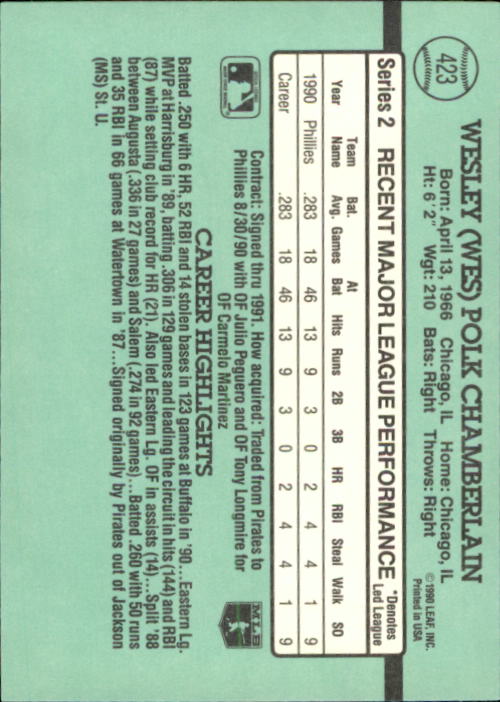 423
WESLEY (WES) POLK CHAMBERLAIN
Born: April 13, 1966 Chicago, IL Home: Chicago, IL
Ht: 6' 2" Wgt: 210 Bats: Right Throws: Right
©1990 LEAF, INC.
Printed in USA
Series 2 RECENT MAJOR LEAGUE PERFORMANCE *Denotes Led League
Year Team Name Bat. Avg. Games At Bat Hits Runs 2B 3B HR RBI Steal Walk SO
1990 Phillies .283 18 46 13 9 3 0 2 4 4 1 9
Career .283 18 46 13 9 3 0 2 4 4 1 9
Contract: Signed thru 1991. How acquired: Traded from Pirates to
Phillies 8/30/90 with OF Julio Peguero and OF Tony Longmire for
OF Carmelo Martinez
MLB
CAREER HIGHLIGHTS
Batted .250 with 6 HR, 52 RBI and 14 stolen bases in 123 games at Buffalo in '90...Eastern Lg.
MVP at Harrisburg in '89, batting .306 in 129 games and leading the circuit in hits (144) and RBI
(87) while setting club record for HR (21). Also led Eastern Lg. OF in assists (14)...Split '88
between Augusta (.336 in 27 games) and Salem (.274 in 92 games)...Batted .260 with 50 runs
and 35 RBI in 66 games at Watertown in '87...Signed originally by Pirates out of Jackson
(MS) St. U.